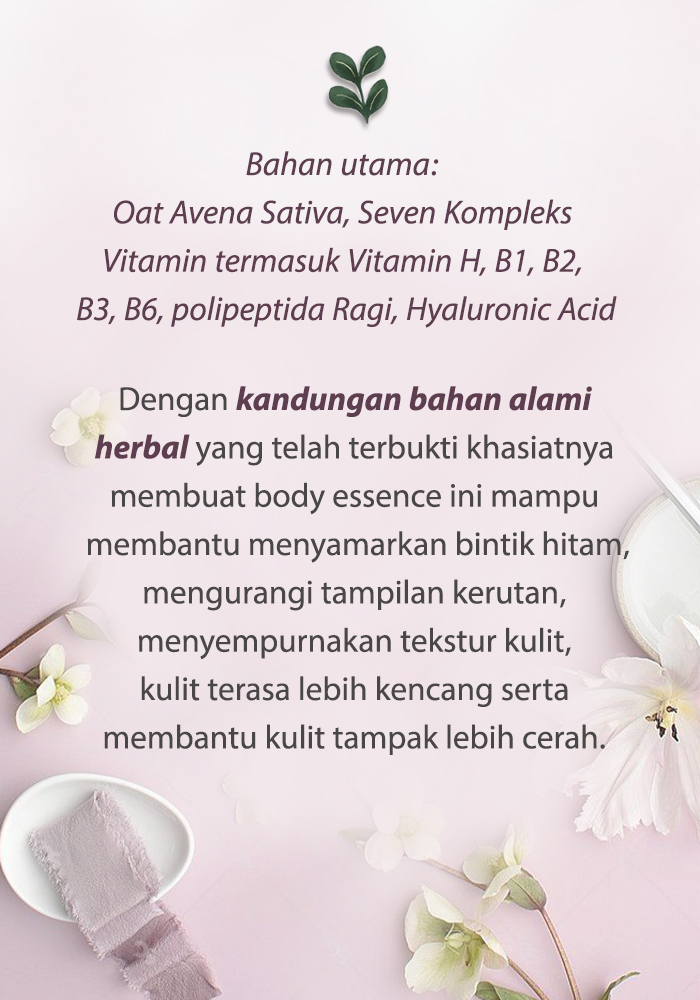 Bahan utama:
Oat Avena Sativa, Seven Kompleks
Vitamin termasuk Vitamin H, B1, B2,
B3, B6, polipeptida Ragi, Hyaluronic Acid
Dengan kandungan bahan alami
herbal yang telah terbukti khasiatnya
membuat body essence ini mampu
membantu menyamarkan bintik hitam,
mengurangi tampilan kerutan,
menyempurnakan tekstur kulit,
kulit terasa lebih kencang serta
membantu kulit tampak lebih cerah.